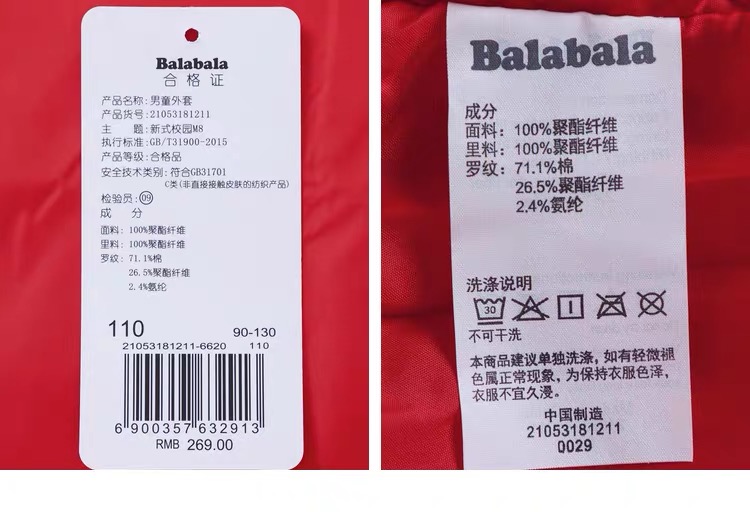 Balabala
合格证
产品名称: 男童外套
产品货号: 21053181211
主 题: 新式校园M8
执行标准: GB/T31900-2015
产品等级: 合格品
安全技术类别: 符合GB31701
C类(非直接接触皮肤的纺织产品)
检验员: 09
成 分
面料: 100%聚酯纤维
里料: 100%聚酯纤维
罗纹: 71.1%棉
26.5%聚酯纤维
2.4%氨纶
110 90-130
21053181211-6620 110
6 900357 632913
RMB 269.00
Balabala
成分
面料: 100%聚酯纤维
里料: 100%聚酯纤维
罗纹: 71.1%棉
26.5%聚酯纤维
2.4%氨纶
洗涤说明
30
不可干洗
本商品建议单独洗涤, 如有轻微褪
色属正常现象, 为保持衣服色泽,
衣服不宜久浸。
中国制造
21053181211
0029